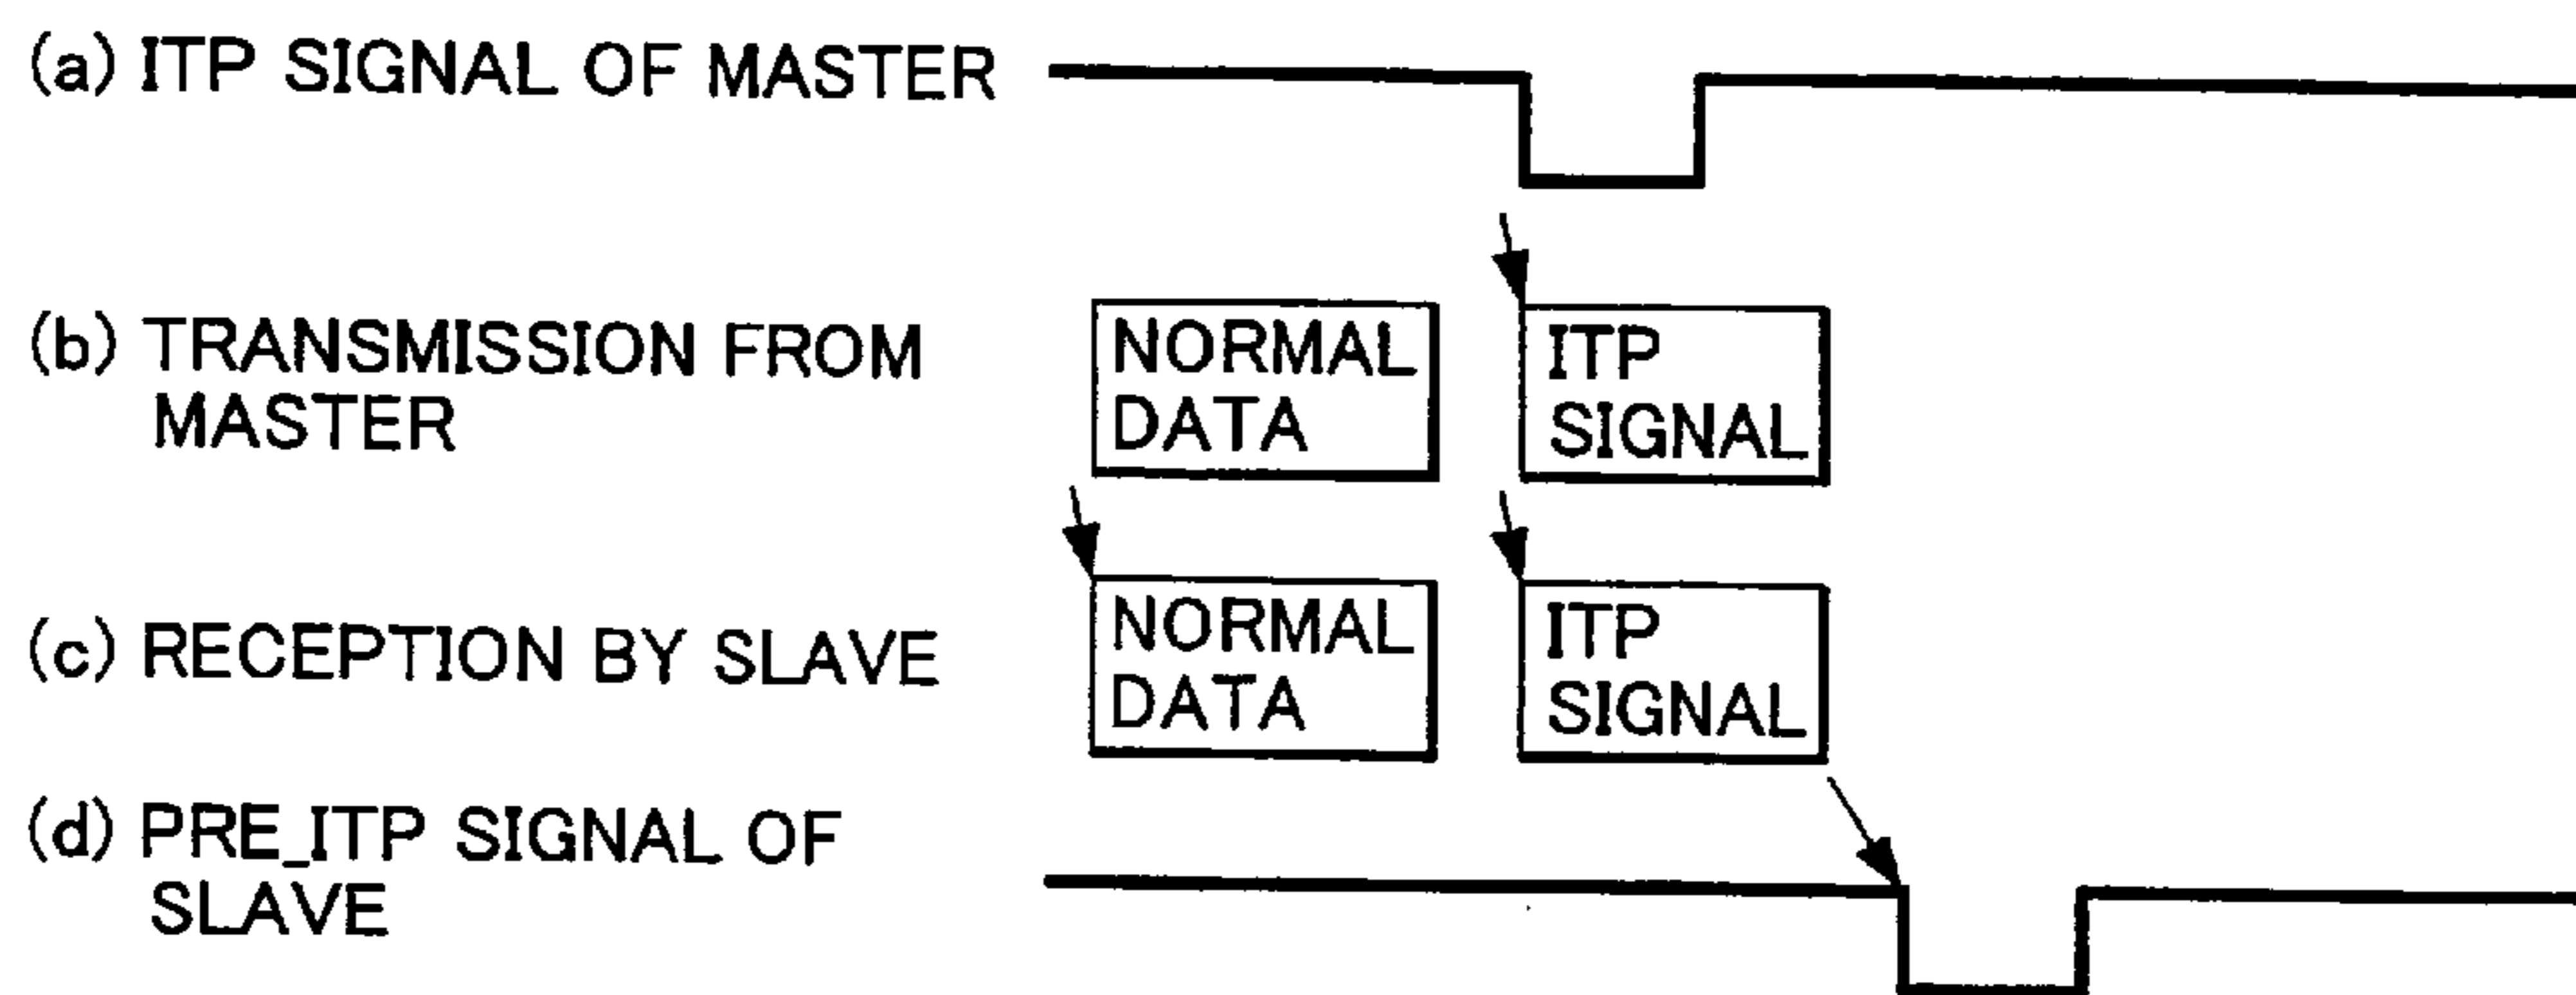 (a) ITP SIGNAL OF MASTER
(b) TRANSMISSION FROM
MASTER
NORMAL
DATA
ITP
SIGNAL
(c) RECEPTION BY SLAVE
NORMAL
DATA
ITP
SIGNAL
(d) PRE_ITP SIGNAL OF
SLAVE